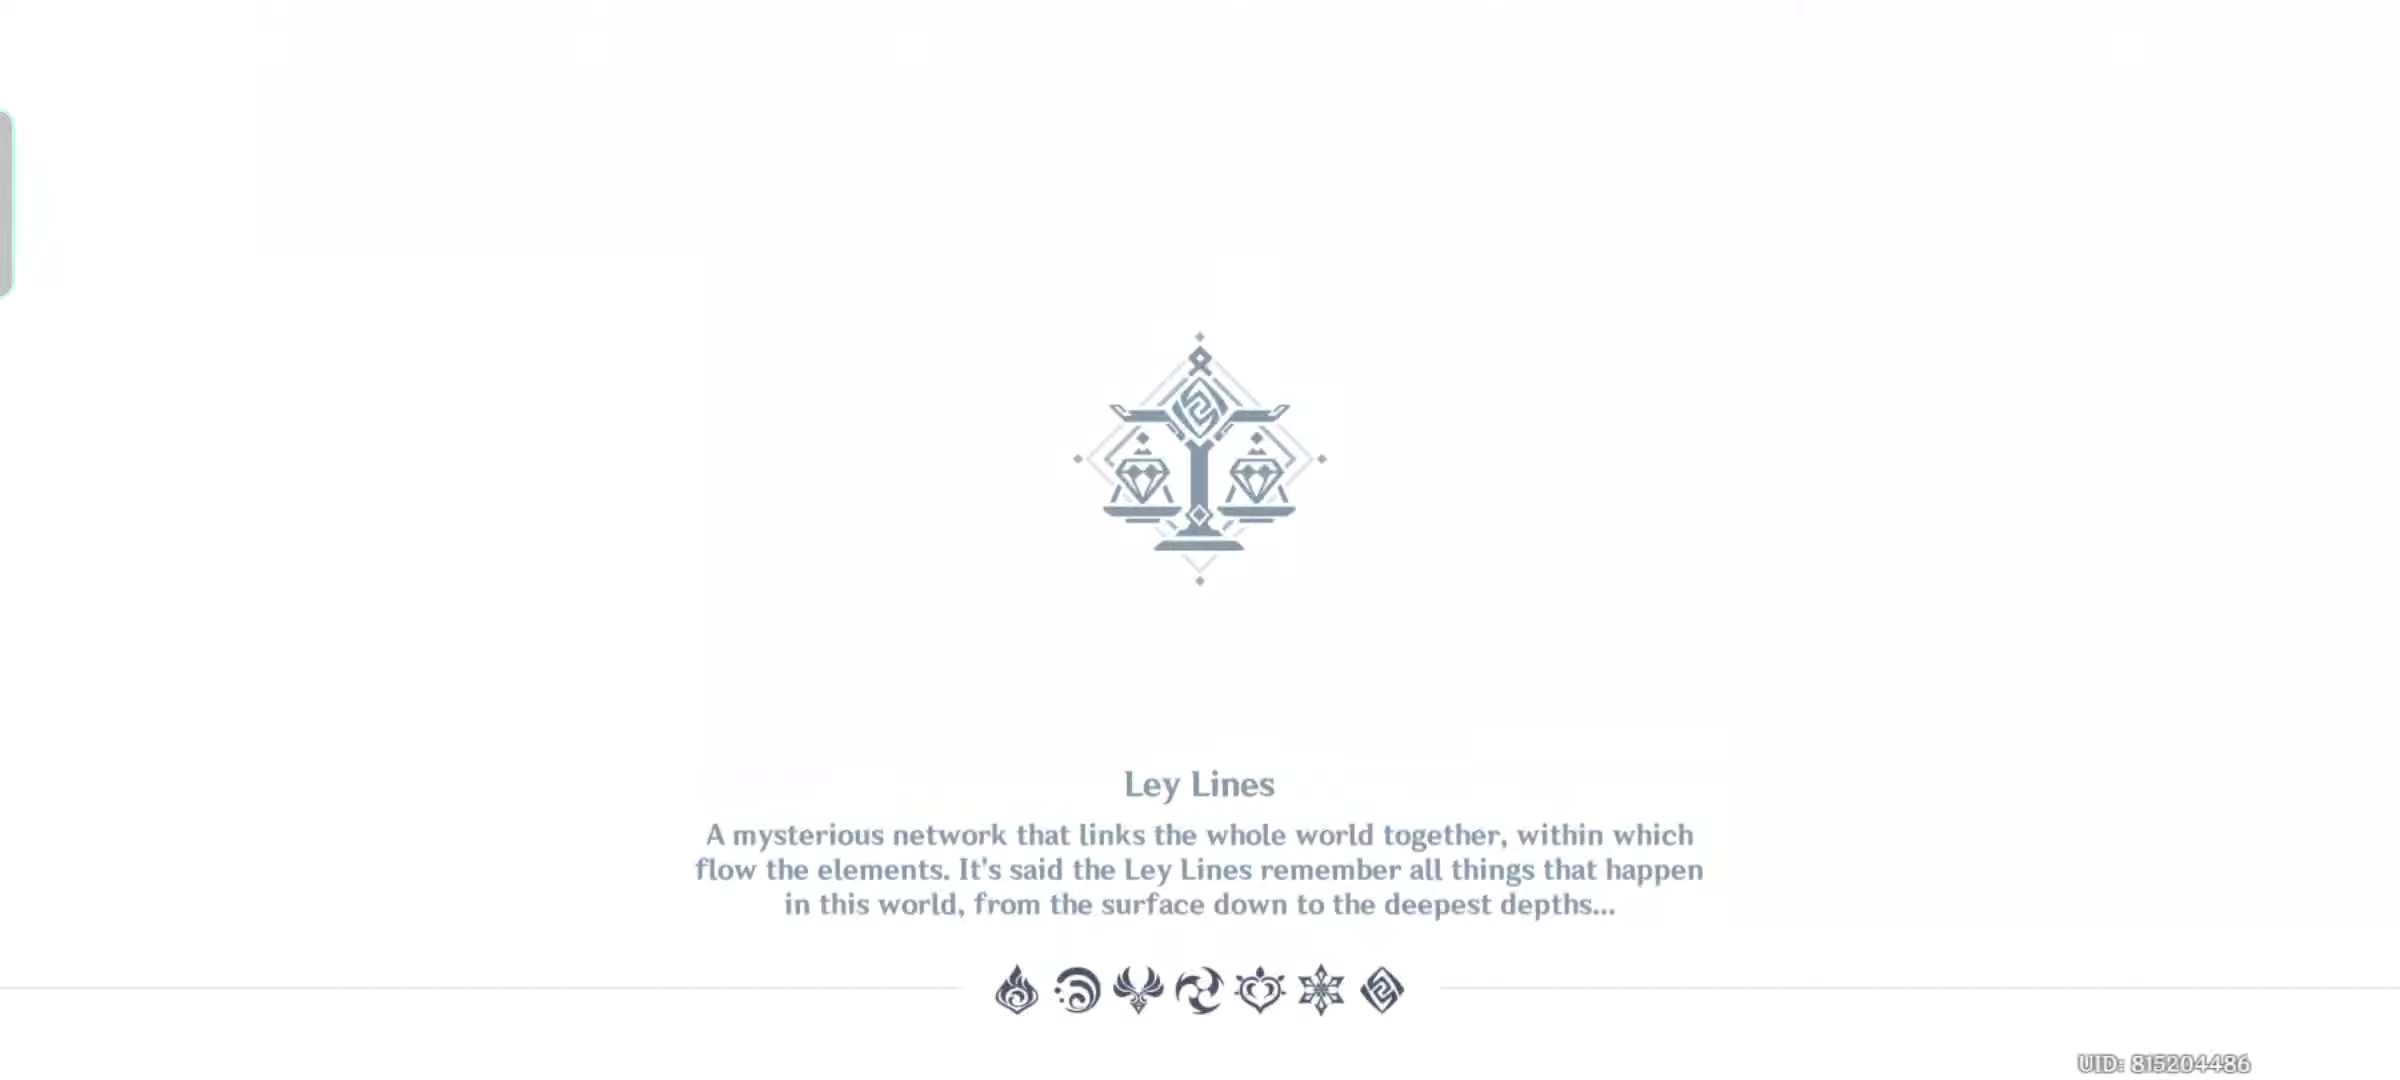 Ley Lines
A mysterious network that links the whole world together, within which
flow the elements. It's said the Ley Lines remember all things that happen
in this world, from the surface down to the deepest depths...
UID: 815204486